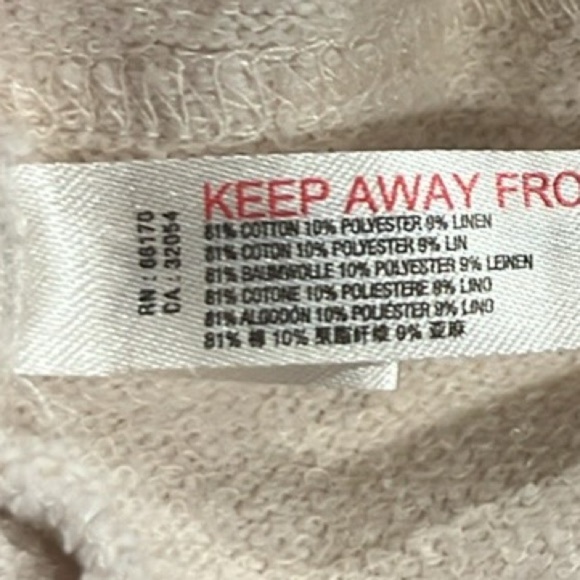 KEEP AWAY FRO
81% COTTON 10% POLYESTER 9% LINEN
81% COTON 10% POLYESTER 9% LIN
81% BAUMWOLLE 10% POLYESTER 9% LEINEN
81% COTONE 10% POLIESTERE 9% LINO
81% ALGODÓN 10% POLIÉSTER 9% LINO
81% 棉 10% 聚酯纤维 9% 亚麻
RN : 66170
CA : 32054